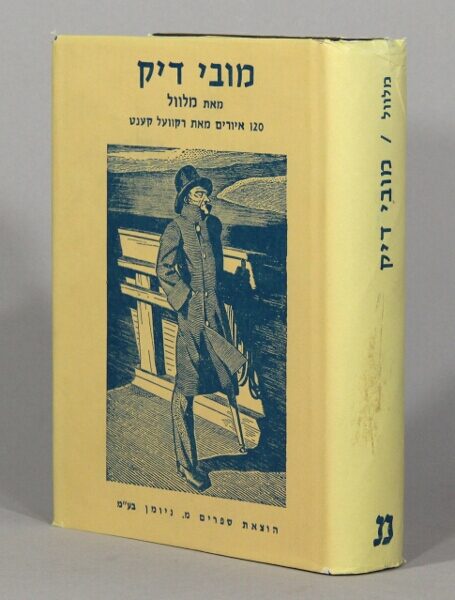 מובי דיק
מאת מלוול
120 איורים מאת רקוועל קענט
הוצאת ספרים מ. ניומן בע"מ
מלוול / מובי דיק